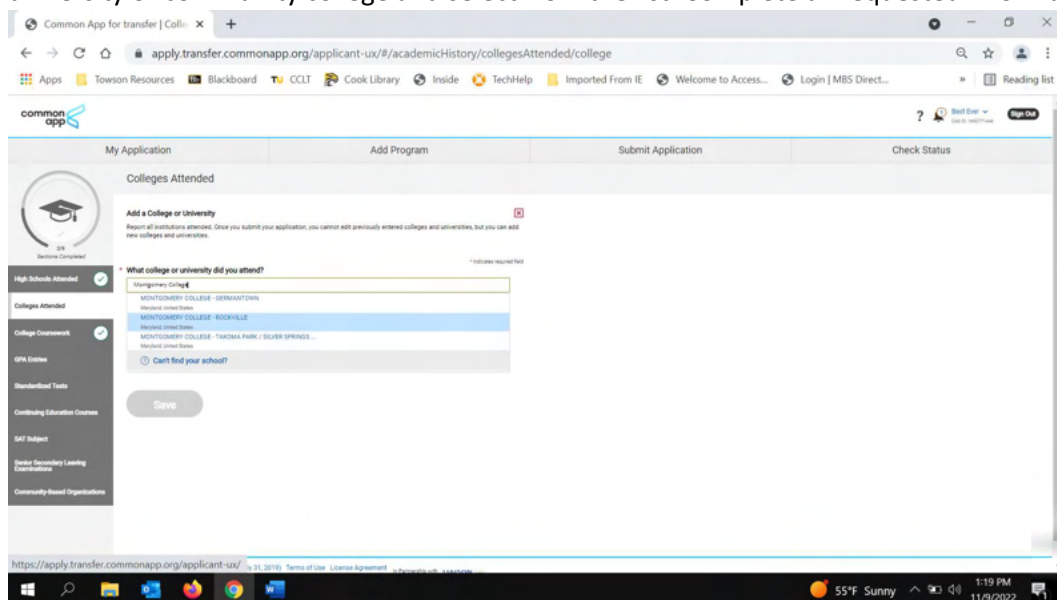 Common App for transfer | Colle
apply.transfer.commonapp.org/applicant-ux/#/academicHistory/collegesAttended/college
Apps Towson Resources Blackboard TU CCLT Cook Library Inside TechHelp Imported From IE Welcome to Access... Login | MBS Direct... » Reading list
common app
? Best Ever Sign Out
My Application Add Program Submit Application Check Status
Colleges Attended
Add a College or University
Report all institutions attended. Once you submit your application, you cannot edit previously entered colleges and universities, but you can add
new colleges and universities.
Sections Completed
* Indicates required field
* What college or university did you attend?
Montgomery College
MONTGOMERY COLLEGE - GERMANTOWN
Maryland United States
MONTGOMERY COLLEGE - ROCKVILLE
Maryland United States
MONTGOMERY COLLEGE - TAKOMA PARK / SILVER SPRINGS ...
Maryland United States
Can't find your school?
Save
High Schools Attended
Colleges Attended
College Coursework
GPA Entries
Standardized Tests
Continuing Education Courses
SAT Subject
Senior Secondary Leaving
Examinations
Community-Based Organizations
https://apply.transfer.commonapp.org/applicant-ux/
31, 2019) Terms of Use License Agreement In Partnership with
55°F Sunny
1:19 PM
11/9/2022